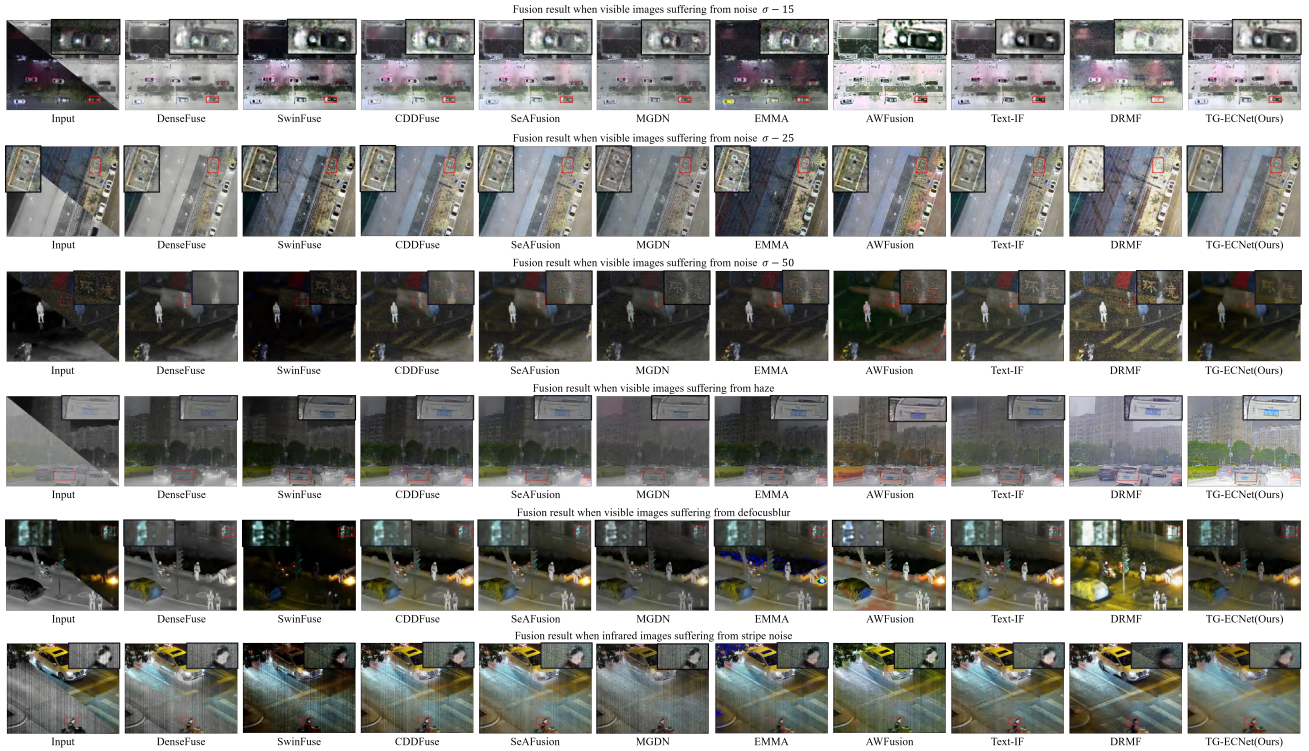 Fusion result when visible images suffering from noise σ − 15
Input DenseFuse SwinFuse CDDFuse SeAFusion MGDN EMMA AWFusion Text-IF DRMF TG-ECNet(Ours)
Fusion result when visible images suffering from noise σ − 25
Input DenseFuse SwinFuse CDDFuse SeAFusion MGDN EMMA AWFusion Text-IF DRMF TG-ECNet(Ours)
Fusion result when visible images suffering from noise σ − 50
环境
Input DenseFuse SwinFuse CDDFuse SeAFusion MGDN EMMA AWFusion Text-IF DRMF TG-ECNet(Ours)
Fusion result when visible images suffering from haze
Input DenseFuse SwinFuse CDDFuse SeAFusion MGDN EMMA AWFusion Text-IF DRMF TG-ECNet(Ours)
Fusion result when visible images suffering from defocusblur
Input DenseFuse SwinFuse CDDFuse SeAFusion MGDN EMMA AWFusion Text-IF DRMF TG-ECNet(Ours)
Fusion result when infrared images suffering from stripe noise
Input DenseFuse SwinFuse CDDFuse SeAFusion MGDN EMMA AWFusion Text-IF DRMF TG-ECNet(Ours)